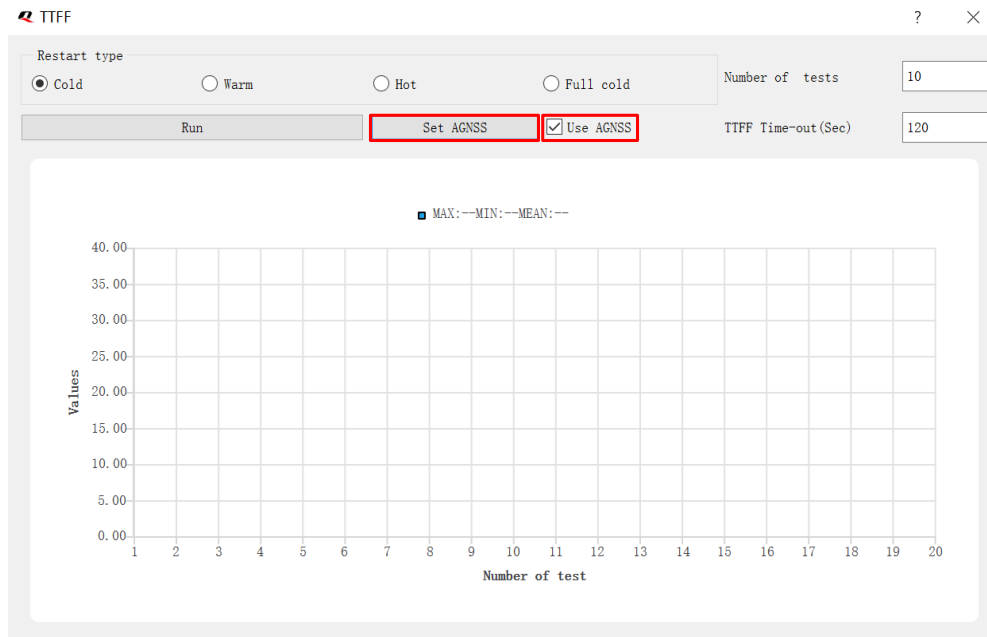 TTFF
?
Restart type
Cold Warm Hot Full cold
Number of tests 10
Run Set AGNSS Use AGNSS
TTFF Time-out(Sec) 120
MAX:--MIN:--MEAN:--
40.00
35.00
30.00
25.00
20.00
15.00
10.00
5.00
0.00
Values
1 2 3 4 5 6 7 8 9 10 11 12 13 14 15 16 17 18 19 20
Number of test